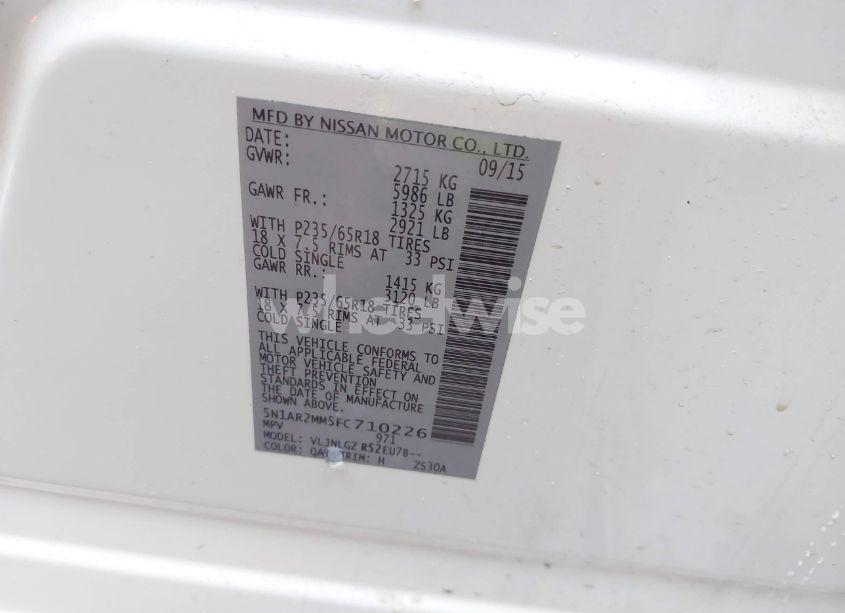 MFD BY NISSAN MOTOR CO., LTD.
DATE: 09/15
GVWR: 2715 KG
5986 LB
GAWR FR.: 1325 KG
2921 LB
WITH P235/65R18 TIRES
18 X 7.5 RIMS AT 33 PSI
COLD SINGLE
GAWR RR.: 1415 KG
3120 LB
WITH P235/65R18 TIRES
18 X 7.5 RIMS AT 33 PSI
COLD SINGLE
wheelwise
THIS VEHICLE CONFORMS TO
ALL APPLICABLE FEDERAL
MOTOR VEHICLE SAFETY AND
THEFT PREVENTION
STANDARDS IN EFFECT ON
THE DATE OF MANUFACTURE
SHOWN ABOVE.
5N1AR2MM5FC710226
MPV 971
MODEL: VLJNLGZ R52EU78--
COLOR: TRIM: H ZS30A